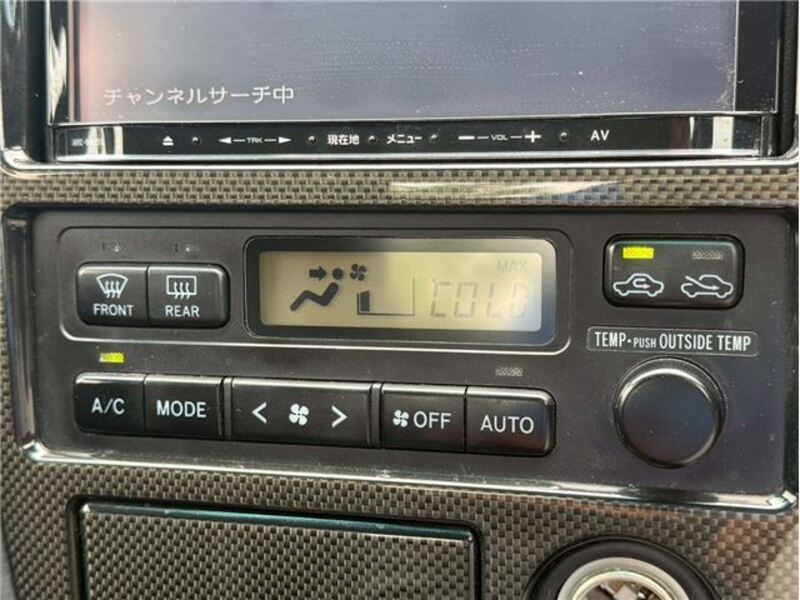 チャンネルサーチ中
TRK 現在地 メニュー VOL AV
MAX
COLD
FRONT
REAR
TEMP・PUSH OUTSIDE TEMP
A/C
MODE
< >
OFF
AUTO